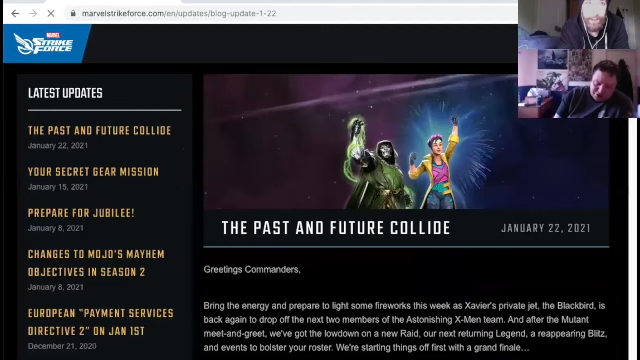 marvelstrikeforce.com/en/updates/blog-update-1-22
MARVEL
STRIKE
FORCE
LATEST UPDATES
THE PAST AND FUTURE COLLIDE
January 22, 2021
YOUR SECRET GEAR MISSION
January 15, 2021
PREPARE FOR JUBILEE!
January 8, 2021
CHANGES TO MOJO'S MAYHEM
OBJECTIVES IN SEASON 2
January 8, 2021
EUROPEAN "PAYMENT SERVICES
DIRECTIVE 2" ON JAN 1ST
December 21, 2020
THE PAST AND FUTURE COLLIDE
JANUARY 22, 2021
Greetings Commanders,
Bring the energy and prepare to light some fireworks this week as Xavier's private jet, the Blackbird, is
back again to drop off the next two members of the Astonishing X-Men team. And after the Mutant
meet-and-greet, we've got the lowdown on a new Raid, our next returning Legend, a reappearing Blitz,
and events to bolster your roster. We're starting things off first with a grand finale…